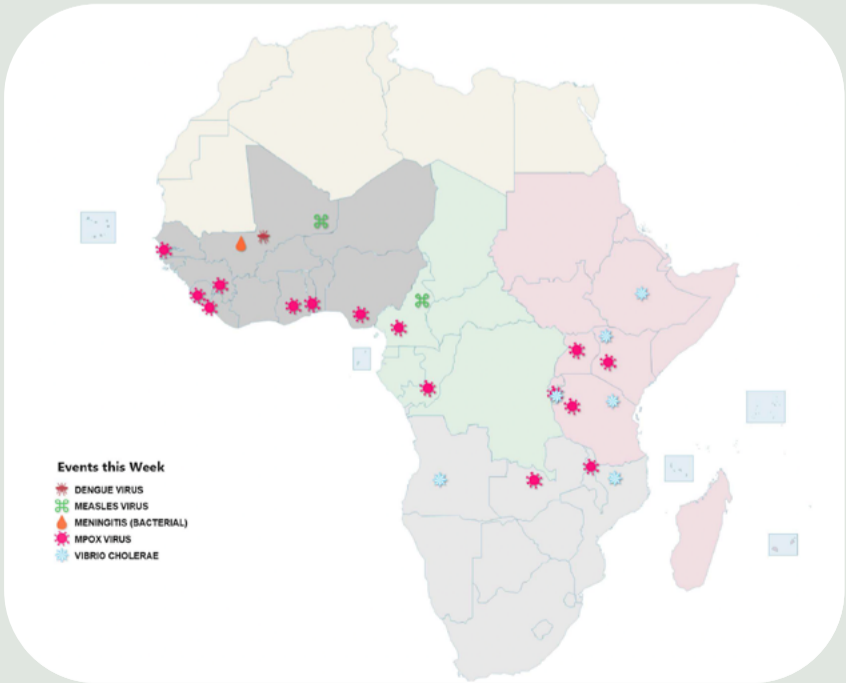 Events this Week
DENGUE VIRUS
MEASLES VIRUS
MENINGITIS (BACTERIAL)
MPOX VIRUS
VIBRIO CHOLERAE